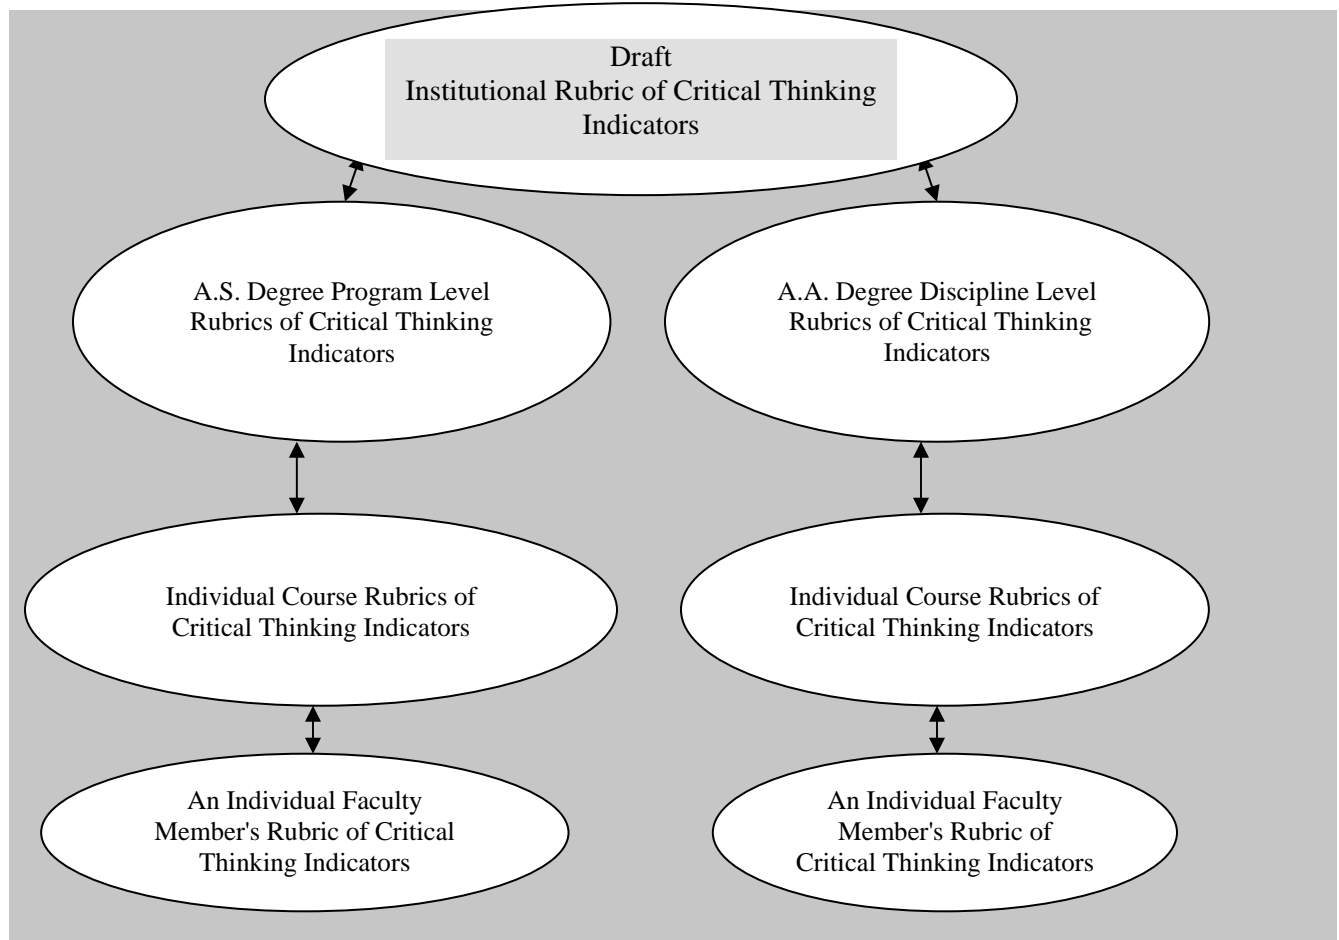 Draft
Institutional Rubric of Critical Thinking
Indicators
A.S. Degree Program Level
Rubrics of Critical Thinking
Indicators
A.A. Degree Discipline Level
Rubrics of Critical Thinking
Indicators
Individual Course Rubrics of
Critical Thinking Indicators
Individual Course Rubrics of
Critical Thinking Indicators
An Individual Faculty
Member's Rubric of Critical
Thinking Indicators
An Individual Faculty
Member's Rubric of
Critical Thinking Indicators